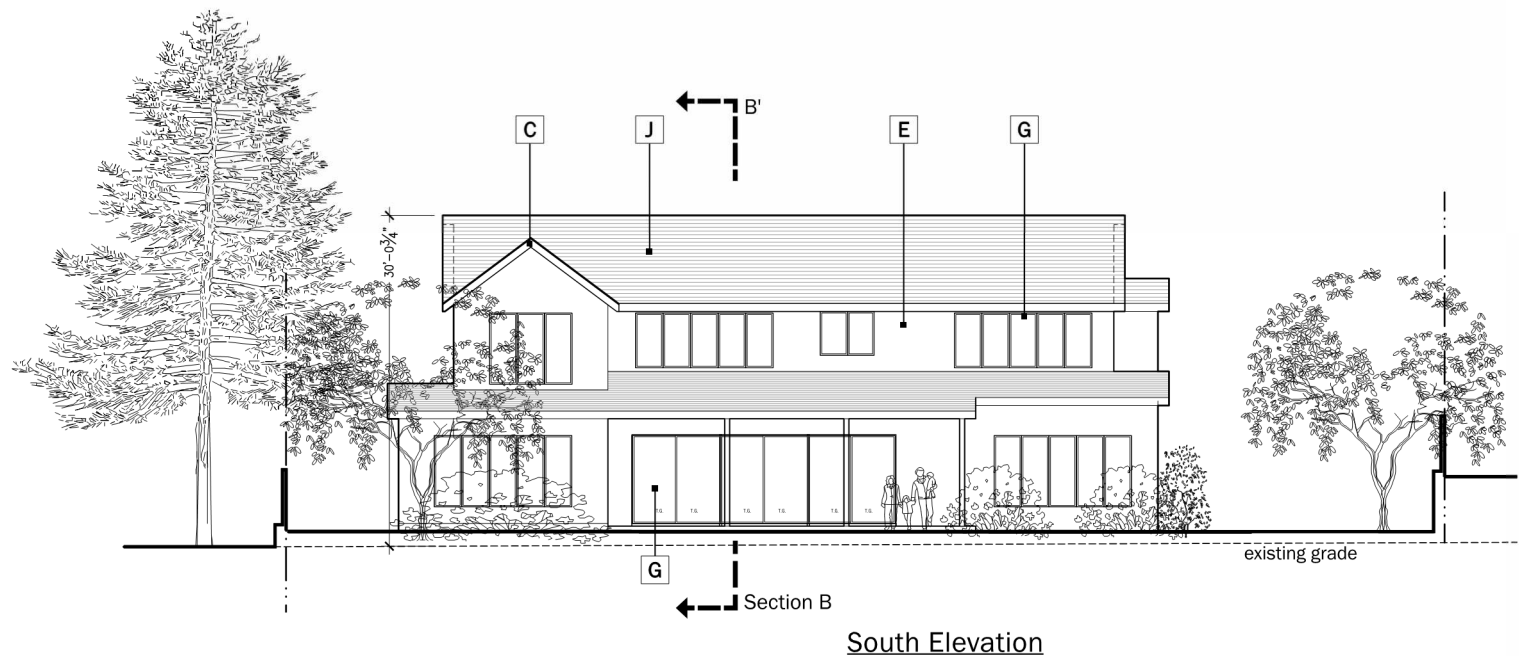 B'
C
J
E
G
30'-0¾"
T.G.
T.G.
T.G.
T.G.
T.G.
T.G.
existing grade
G
Section B
South Elevation